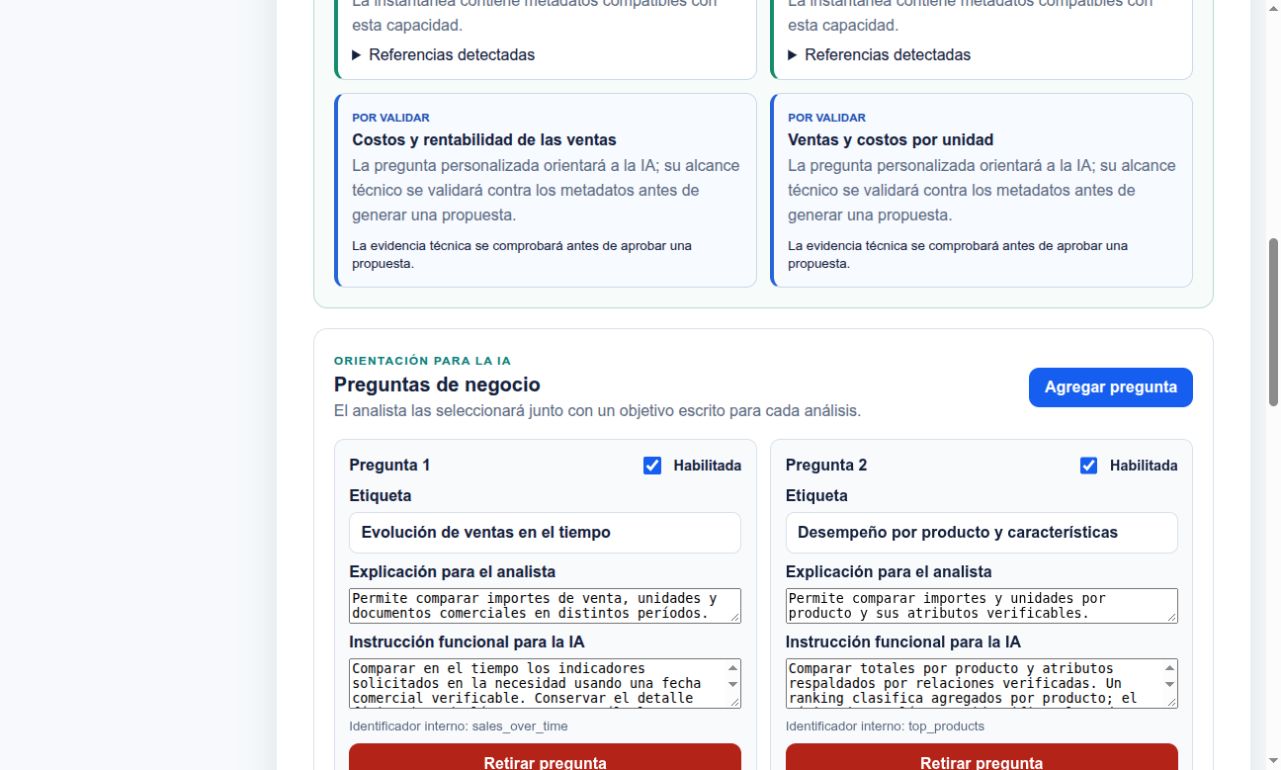 La instantánea contiene metadatos compatibles con
esta capacidad.
▶ Referencias detectadas
La instantánea contiene metadatos compatibles con
esta capacidad.
▶ Referencias detectadas
POR VALIDAR
Costos y rentabilidad de las ventas
La pregunta personalizada orientará a la IA; su alcance
técnico se validará contra los metadatos antes de
generar una propuesta.
La evidencia técnica se comprobará antes de aprobar una
propuesta.
POR VALIDAR
Ventas y costos por unidad
La pregunta personalizada orientará a la IA; su alcance
técnico se validará contra los metadatos antes de
generar una propuesta.
La evidencia técnica se comprobará antes de aprobar una
propuesta.
ORIENTACIÓN PARA LA IA
Preguntas de negocio
El analista las seleccionará junto con un objetivo escrito para cada análisis.
Agregar pregunta
Pregunta 1
Habilitada
Etiqueta
Evolución de ventas en el tiempo
Explicación para el analista
Permite comparar importes de venta, unidades y
documentos comerciales en distintos períodos.
Instrucción funcional para la IA
Comparar en el tiempo los indicadores
solicitados en la necesidad usando una fecha
comercial verificable. Conservar el detalle
Identificador interno: sales_over_time
Retirar pregunta
Pregunta 2
Habilitada
Etiqueta
Desempeño por producto y características
Explicación para el analista
Permite comparar importes y unidades por
producto y sus atributos verificables.
Instrucción funcional para la IA
Comparar totales por producto y atributos
respaldados por relaciones verificadas. Un
ranking clasifica agregados por producto; el
Identificador interno: top_products
Retirar pregunta